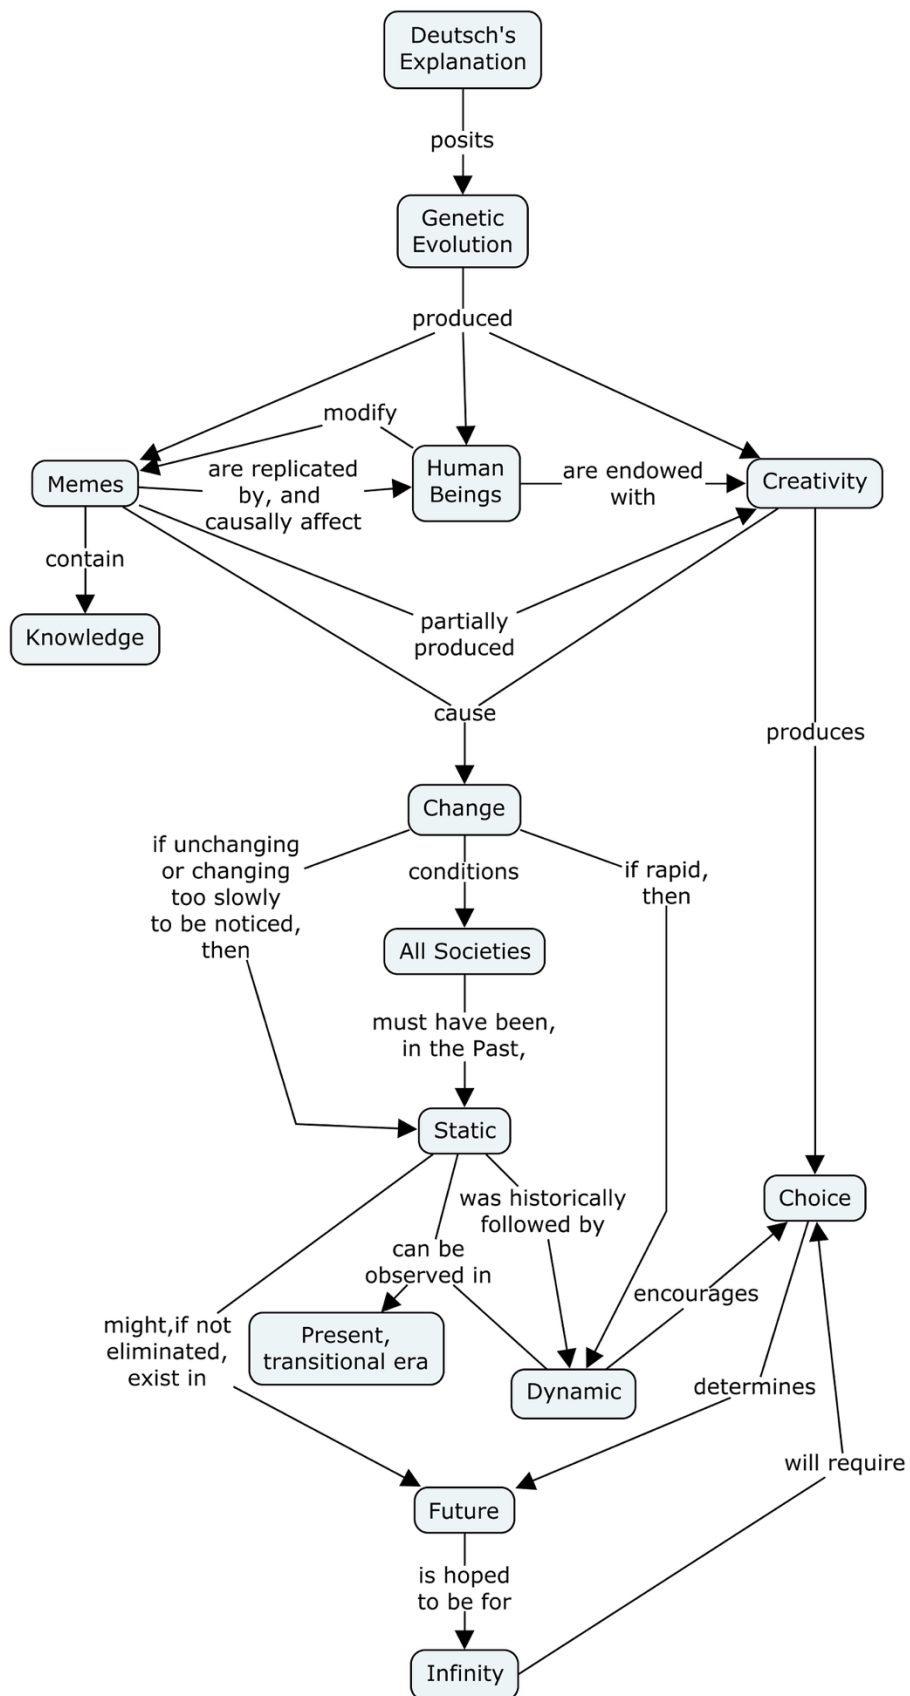 Deutsch's
Explanation
posits
Genetic
Evolution
produced
modify
Memes
are replicated
by, and
causally affect
Human
Beings
are endowed
with
Creativity
contain
Knowledge
partially
produced
cause
produces
Change
if unchanging
or changing
too slowly
to be noticed,
then
conditions
if rapid,
then
All Societies
must have been,
in the Past,
Static
was historically
followed by
Choice
can be
observed in
encourages
might,if not
eliminated,
exist in
Present,
transitional era
Dynamic
determines
will require
Future
is hoped
to be for
Infinity